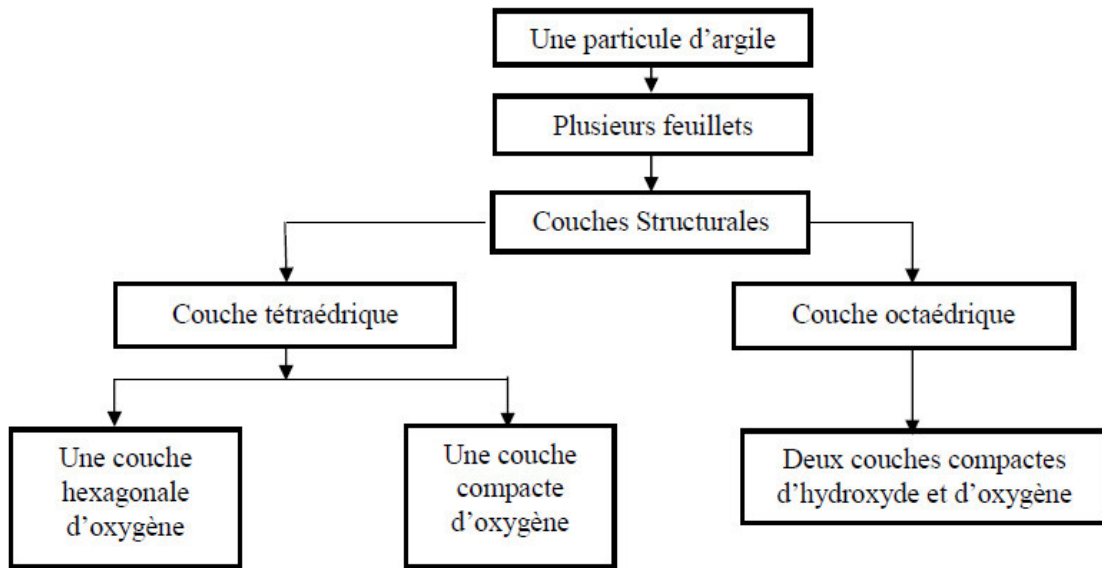 Une particule d’argile
Plusieurs feuillets
Couches Structurales
Couche tétraédrique
Couche octaédrique
Une couche
hexagonale
d’oxygène
Une couche
compacte
d’oxygène
Deux couches compactes
d’hydroxyde et d’oxygène